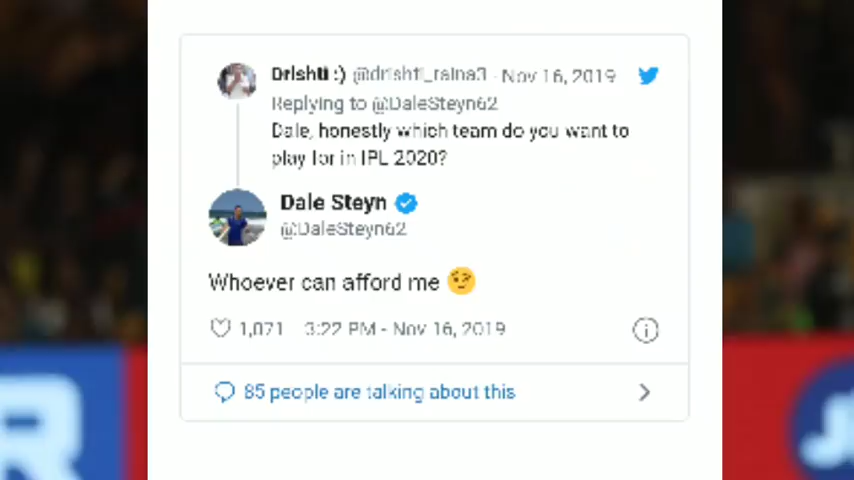 Drishti :) @drishti_raina3 · Nov 16, 2019
Replying to @DaleSteyn62
Dale, honestly which team do you want to
play for in IPL 2020?
Dale Steyn
@DaleSteyn62
Whoever can afford me 🤨
1,071 3:22 PM - Nov 16, 2019
85 people are talking about this
R